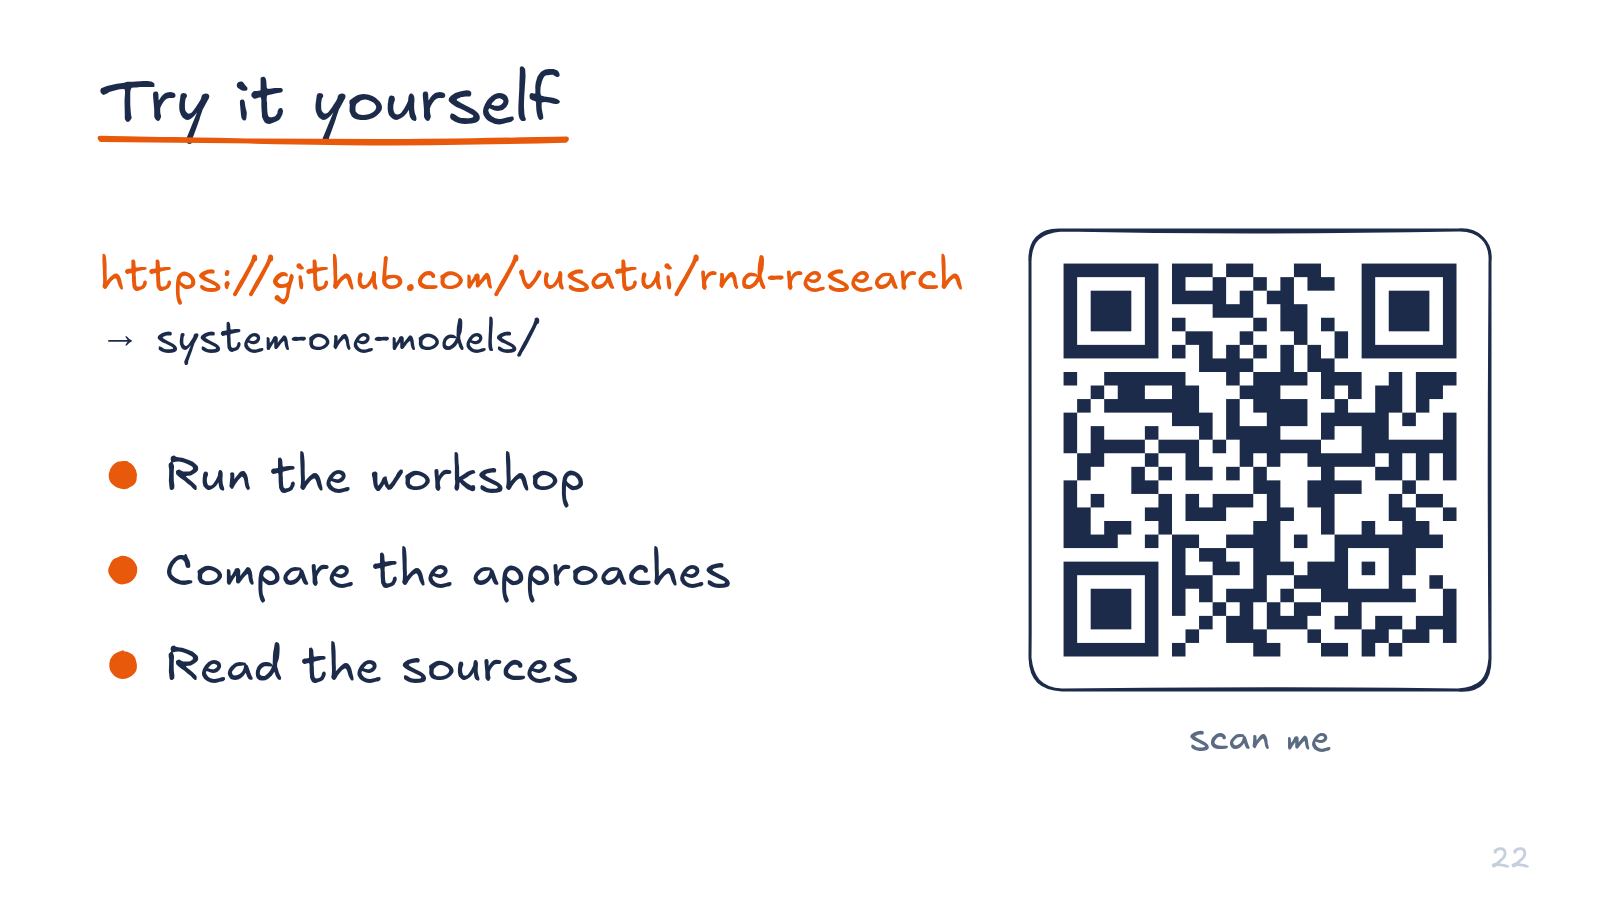 Try it yourself
https://github.com/vusatui/rnd-research
→ system-one-models/
Run the workshop
Compare the approaches
Read the sources
scan me
22